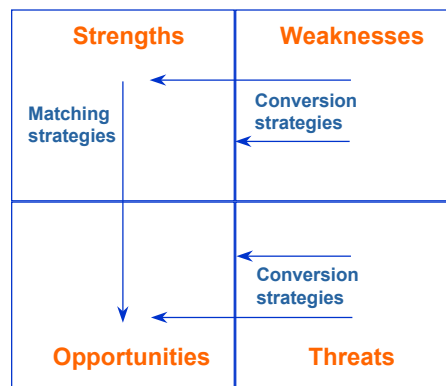 Strengths
Weaknesses
Matching
strategies
Conversion
strategies
Conversion
strategies
Opportunities
Threats